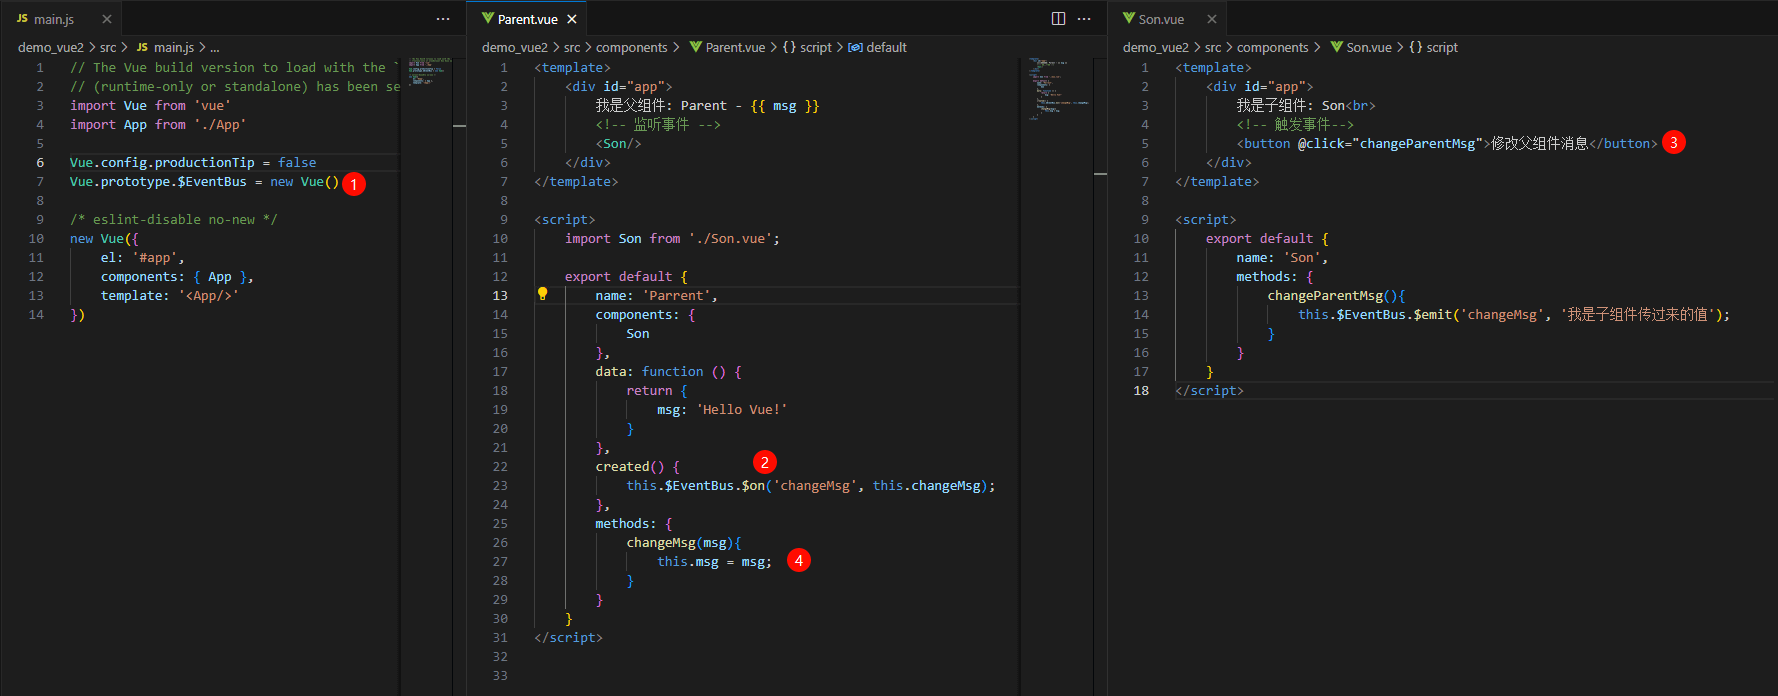 JS main.js ×
demo_vue2 > src > JS main.js > ...
1 // The Vue build version to load with the `
2 // (runtime-only or standalone) has been se
3 import Vue from 'vue'
4 import App from './App'
5
6 Vue.config.productionTip = false
7 Vue.prototype.$EventBus = new Vue() 1
8
9 /* eslint-disable no-new */
10 new Vue({
11 el: '#app',
12 components: { App },
13 template: '<App/>'
14 })
Parent.vue ×
demo_vue2 > src > components > Parent.vue > {} script > default
1 <template>
2 <div id="app">
3 我是父组件: Parent - {{ msg }}
4 <!-- 监听事件 -->
5 <Son/>
6 </div>
7 </template>
8
9 <script>
10 import Son from './Son.vue';
11
12 export default {
13 name: 'Parrent',
14 components: {
15 Son
16 },
17 data: function () {
18 return {
19 msg: 'Hello Vue!'
20 }
21 },
22 created() { 2
23 this.$EventBus.$on('changeMsg', this.changeMsg);
24 },
25 methods: {
26 changeMsg(msg){
27 this.msg = msg; 4
28 }
29 }
30 }
31 </script>
32
33
Son.vue ×
demo_vue2 > src > components > Son.vue > {} script
1 <template>
2 <div id="app">
3 我是子组件: Son<br>
4 <!-- 触发事件-->
5 <button @click="changeParentMsg">修改父组件消息</button> 3
6 </div>
7 </template>
8
9 <script>
10 export default {
11 name: 'Son',
12 methods: {
13 changeParentMsg(){
14 this.$EventBus.$emit('changeMsg', '我是子组件传过来的值');
15 }
16 }
17 }
18 </script>